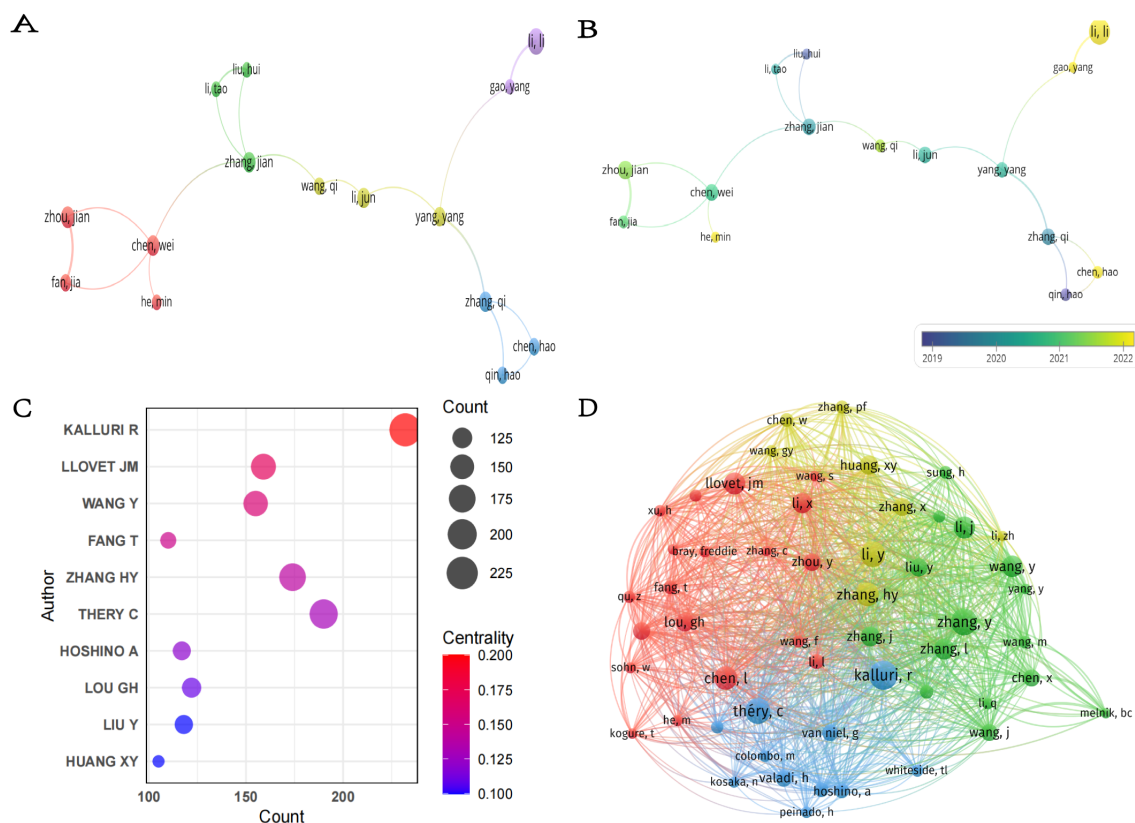 A
li, li
gao, yang
liu, hui
li, tao
zhang, jian
wang, qi
li, jun
yang, yang
zhou, jian
chen, wei
fan, jia
he, min
zhang, qi
chen, hao
qin, hao
B
li, li
gao, yang
liu, hui
li, tao
zhang, jian
wang, qi
li, jun
yang, yang
zhou, jian
chen, wei
fan, jia
he, min
zhang, qi
chen, hao
qin, hao
2019 2020 2021 2022
C
Author
KALLURI R
LLOVET JM
WANG Y
FANG T
ZHANG HY
THERY C
HOSHINO A
LOU GH
LIU Y
HUANG XY
100 150 200
Count
Count
125
150
175
200
225
Centrality
0.200
0.175
0.150
0.125
0.100
D
zhang, pf
chen, w
wang, gy
huang, xy
sung, h
wang, s
llovet, jm
li, x
zhang, x
xu, h
li, j
li, zh
bray, freddie
zhang, c
zhou, y
li, y
liu, y
wang, y
fang, t
yang, y
qu, z
zhang, hy
lou, gh
zhang, y
wang, f
zhang, j
zhang, l
wang, m
sohn, w
li, l
chen, l
kalluri, r
chen, x
li, q
théry, c
melnik, bc
he, m
kogure, t
van niel, g
wang, j
colombo, m
whiteside, tl
kosaka, n
valadi, h
hoshino, a
peinado, h